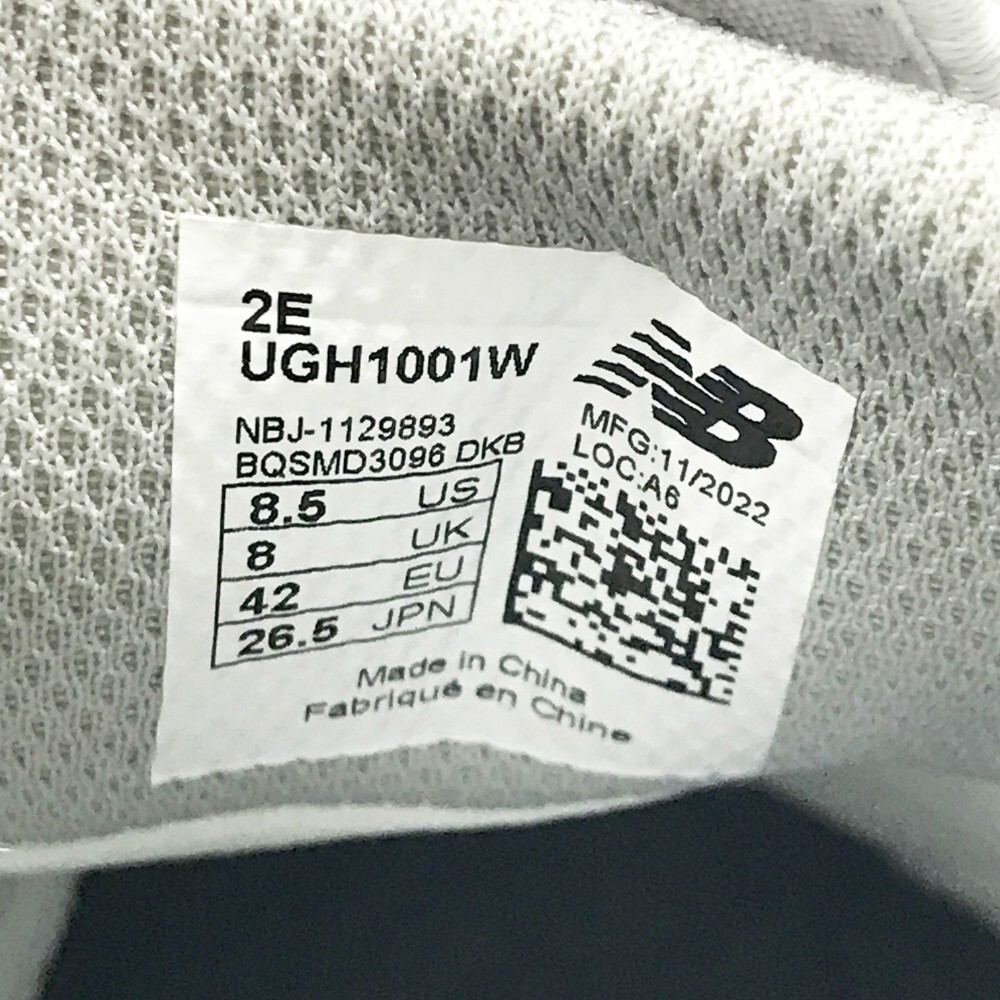 2E
UGH1001W
NBJ-1129893
BQSMD3096 DKB
8.5 US
8 UK
42 EU
26.5 JPN
NB
MFG:11/2022
LOC:A6
Made in China
Fabriqué en Chine